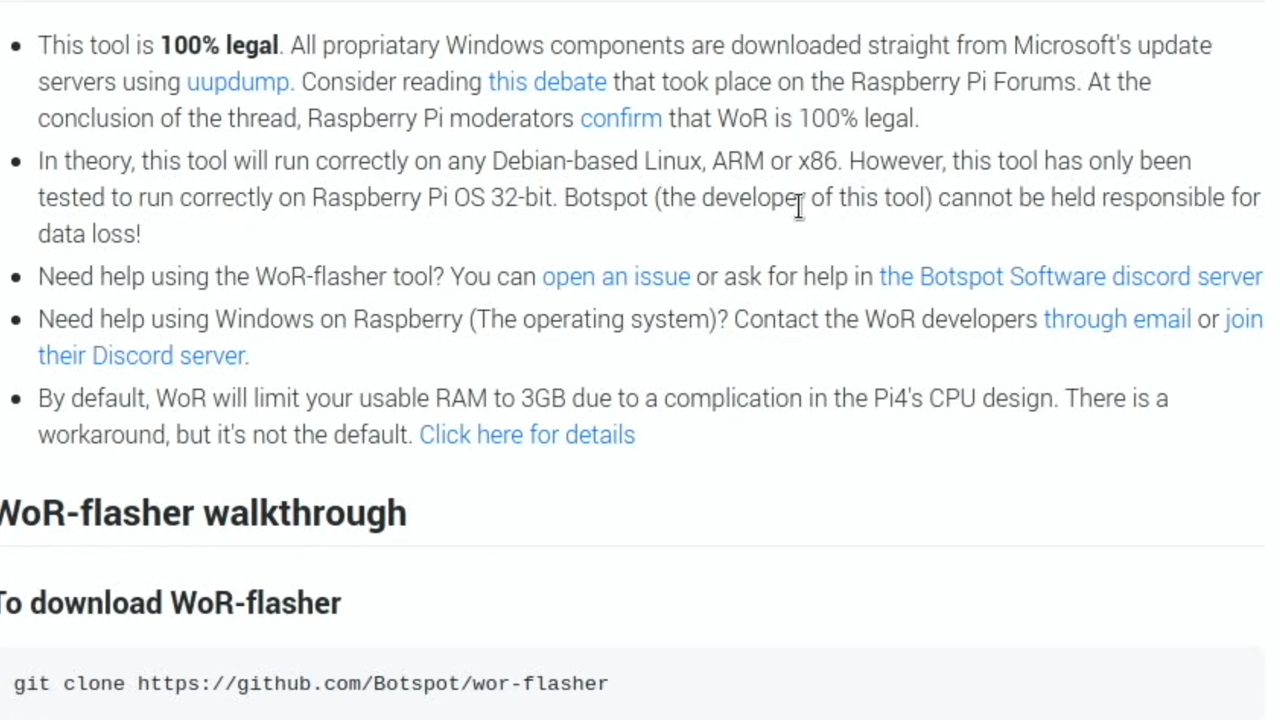 This tool is 100% legal. All propriatary Windows components are downloaded straight from Microsoft's update
servers using uupdump. Consider reading this debate that took place on the Raspberry Pi Forums. At the
conclusion of the thread, Raspberry Pi moderators confirm that WoR is 100% legal.
In theory, this tool will run correctly on any Debian-based Linux, ARM or x86. However, this tool has only been
tested to run correctly on Raspberry Pi OS 32-bit. Botspot (the developer of this tool) cannot be held responsible for
data loss!
Need help using the WoR-flasher tool? You can open an issue or ask for help in the Botspot Software discord server
Need help using Windows on Raspberry (The operating system)? Contact the WoR developers through email or join
their Discord server.
By default, WoR will limit your usable RAM to 3GB due to a complication in the Pi4's CPU design. There is a
workaround, but it's not the default. Click here for details
WoR-flasher walkthrough
To download WoR-flasher
git clone https://github.com/Botspot/wor-flasher